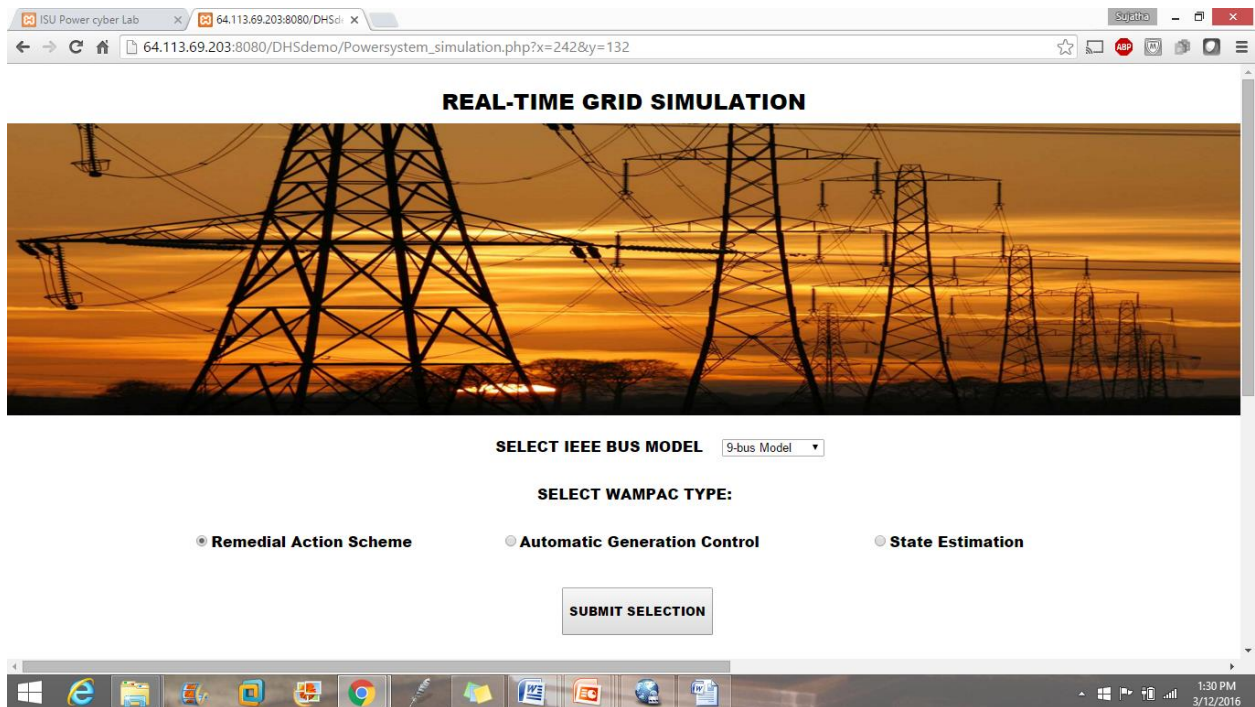 ISU Power cyber Lab
64.113.69.203:8080/DHSd
Sujatha
64.113.69.203:8080/DHSdemo/Powersystem_simulation.php?x=242&y=132
ABP
REAL-TIME GRID SIMULATION
SELECT IEEE BUS MODEL 9-bus Model
SELECT WAMPAC TYPE:
Remedial Action Scheme Automatic Generation Control State Estimation
SUBMIT SELECTION
1:30 PM
3/12/2016